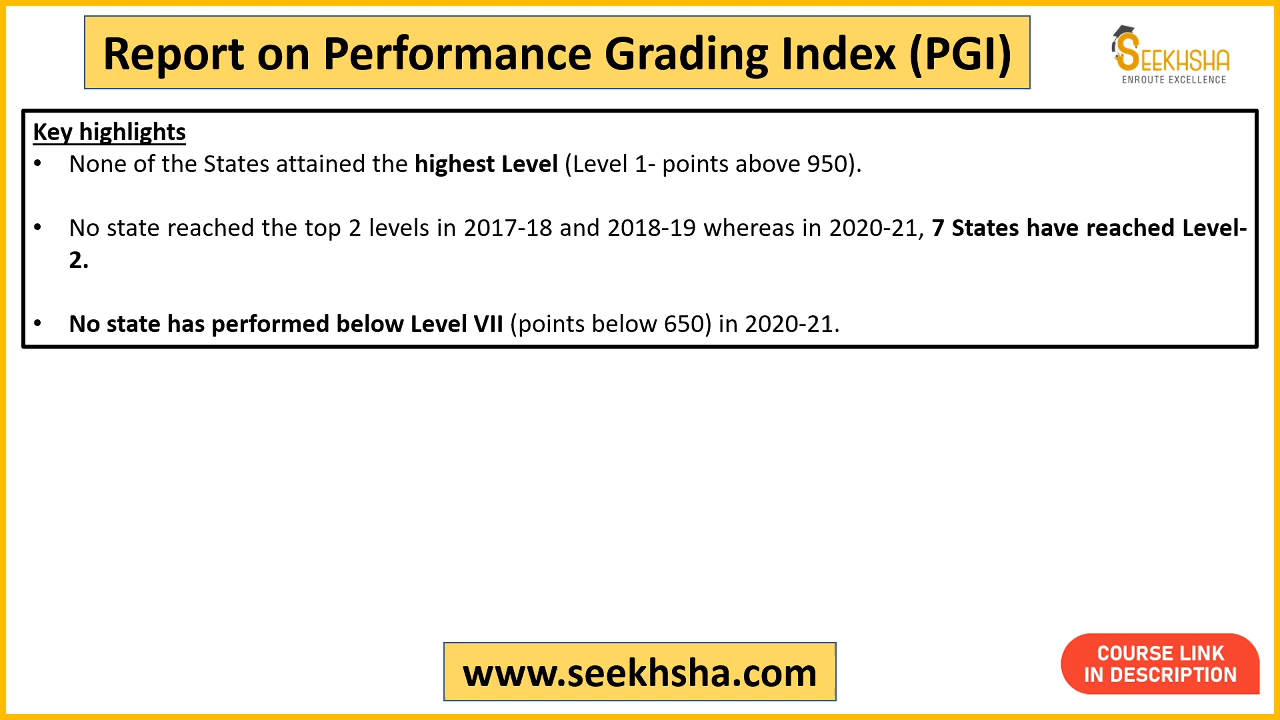 Report on Performance Grading Index (PGI)
SEEKHSHA
ENROUTE EXCELLENCE
Key highlights
• None of the States attained the highest Level (Level 1- points above 950).
• No state reached the top 2 levels in 2017-18 and 2018-19 whereas in 2020-21, 7 States have reached Level-
2.
• No state has performed below Level VII (points below 650) in 2020-21.
www.seekhsha.com
COURSE LINK
IN DESCRIPTION